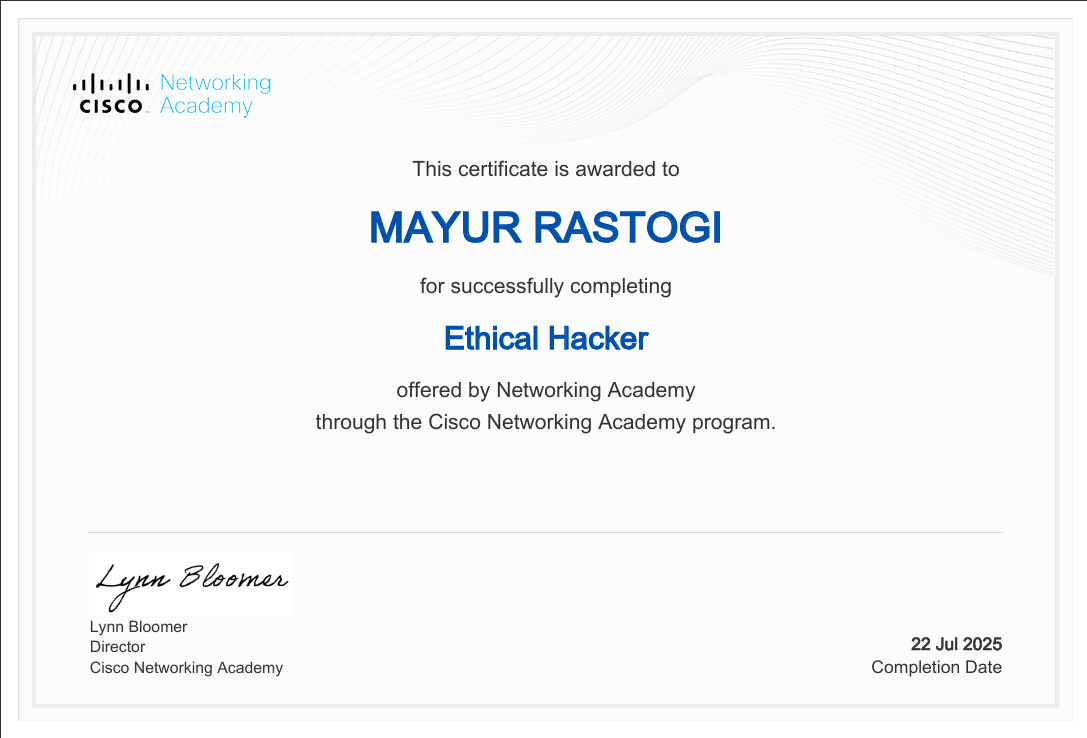 Networking
CISCO Academy
This certificate is awarded to
MAYUR RASTOGI
for successfully completing
Ethical Hacker
offered by Networking Academy
through the Cisco Networking Academy program.
Lynn Bloomer
Lynn Bloomer
Director
Cisco Networking Academy
22 Jul 2025
Completion Date